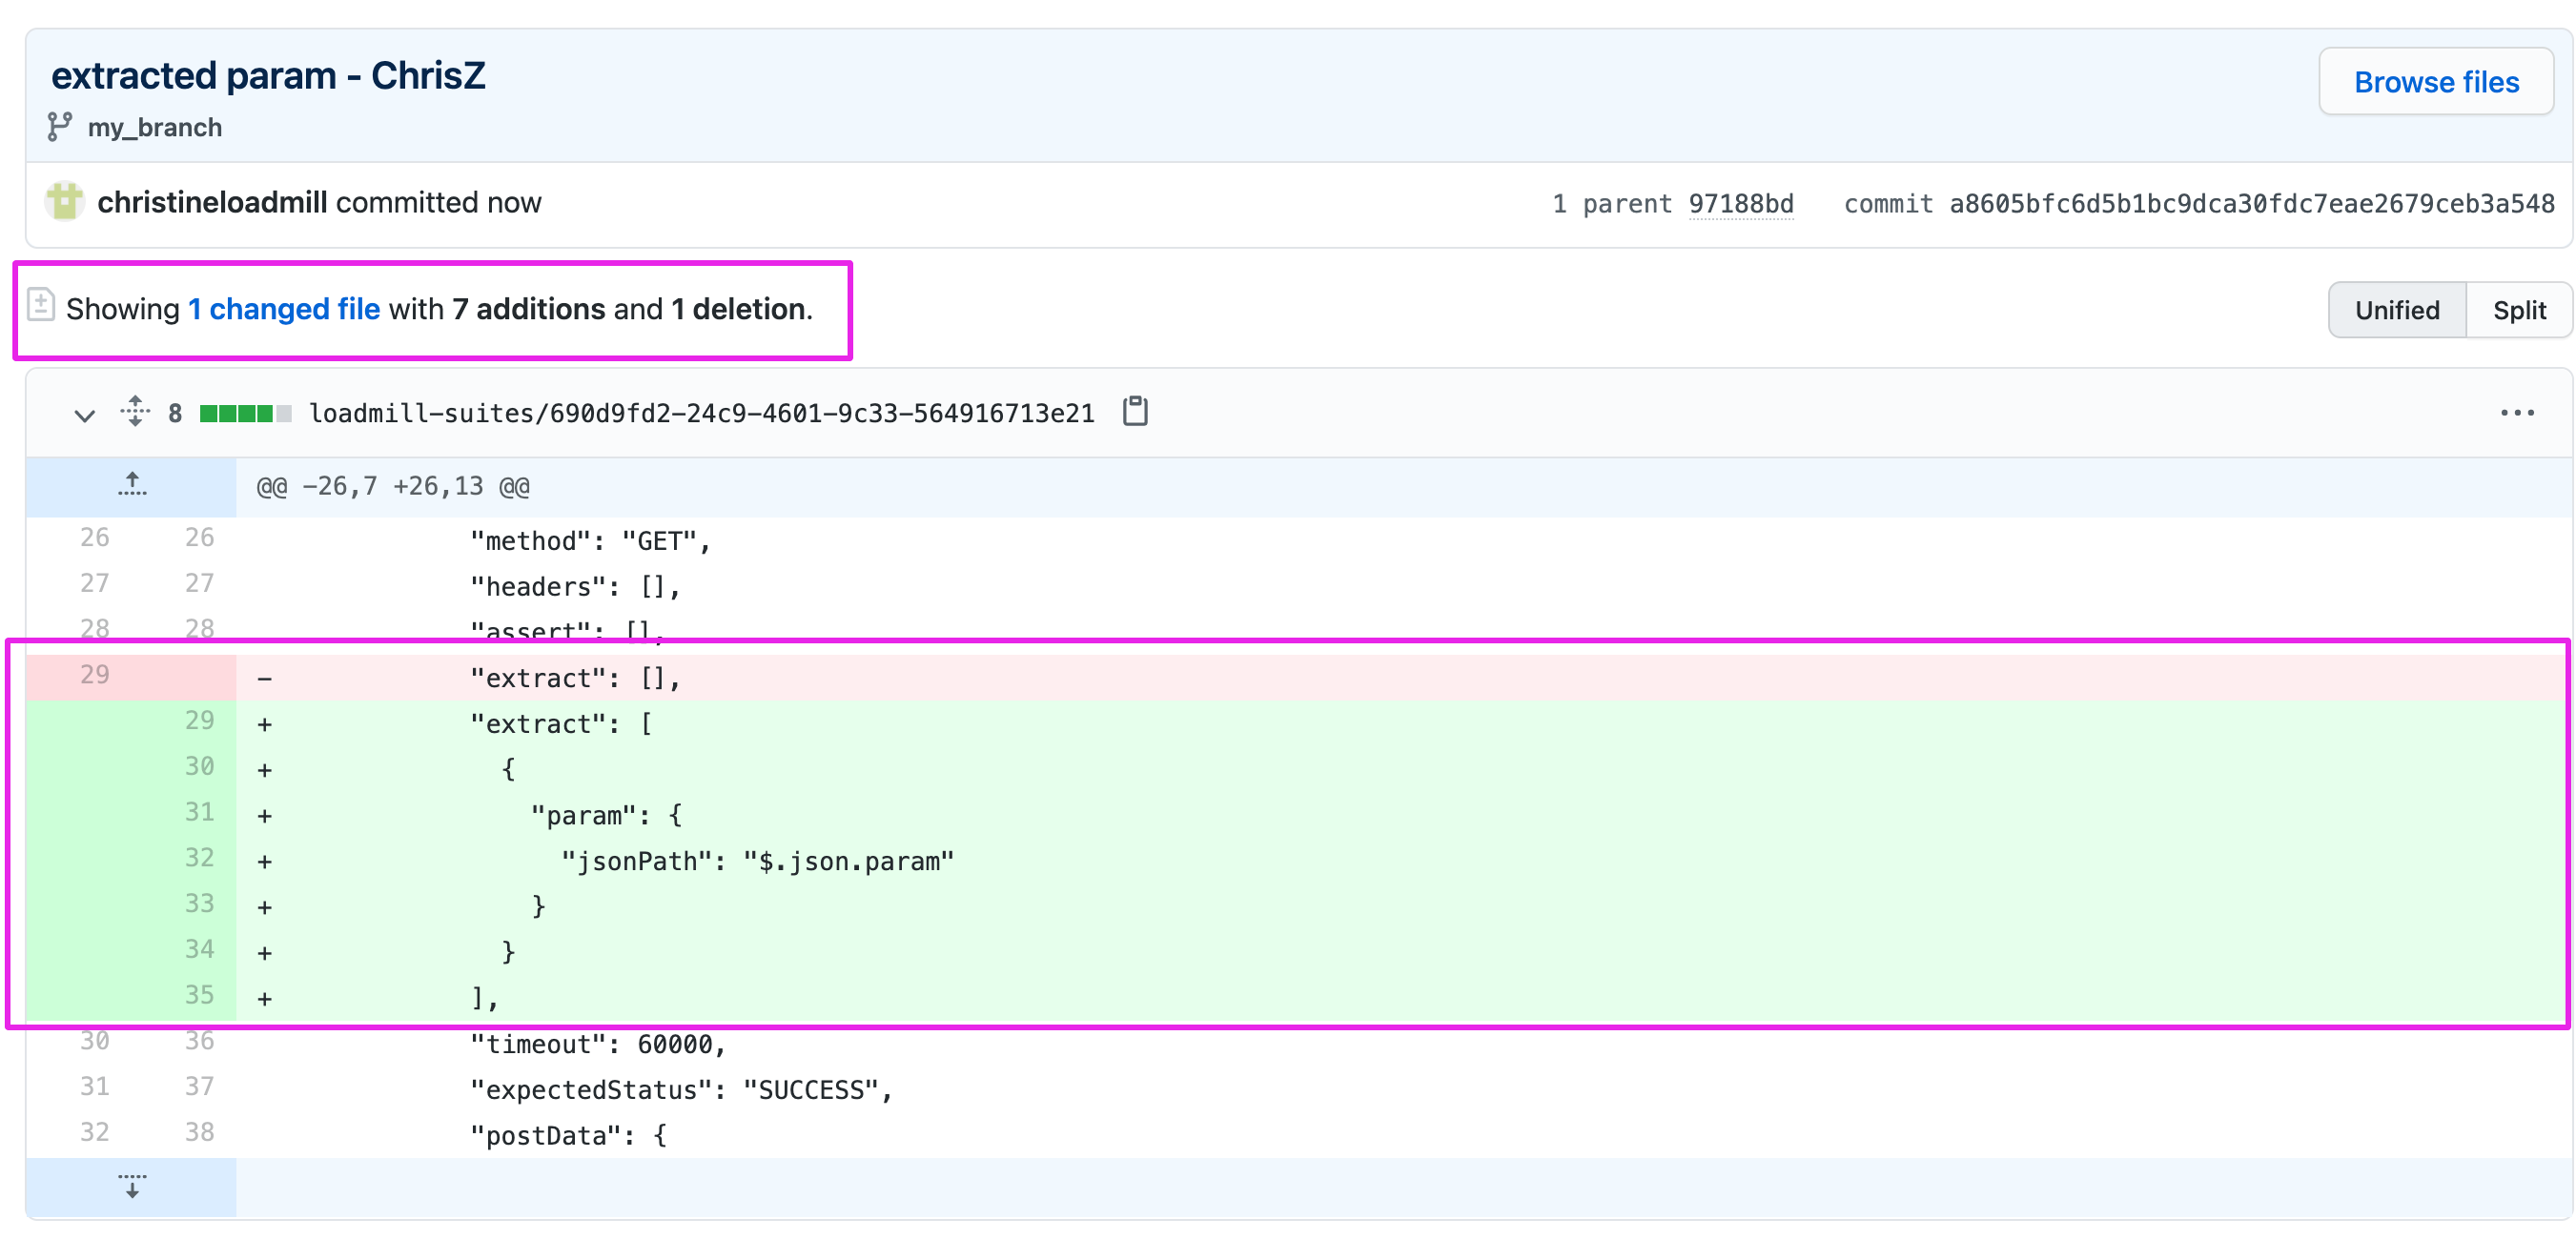 extracted param - ChrisZ
Browse files
my_branch
christineloadmill committed now
1 parent 97188bd commit a8605bfc6d5b1bc9dca30fdc7eae2679ceb3a548
Showing 1 changed file with 7 additions and 1 deletion.
Unified Split
8 loadmill-suites/690d9fd2-24c9-4601-9c33-564916713e21
@@ -26,7 +26,13 @@
26 26 "method": "GET",
27 27 "headers": [],
28 28 "assert": [],
29 - "extract": [],
29 + "extract": [
30 + {
31 + "param": {
32 + "jsonPath": "$.json.param"
33 + }
34 + }
35 + ],
30 36 "timeout": 60000,
31 37 "expectedStatus": "SUCCESS",
32 38 "postData": {